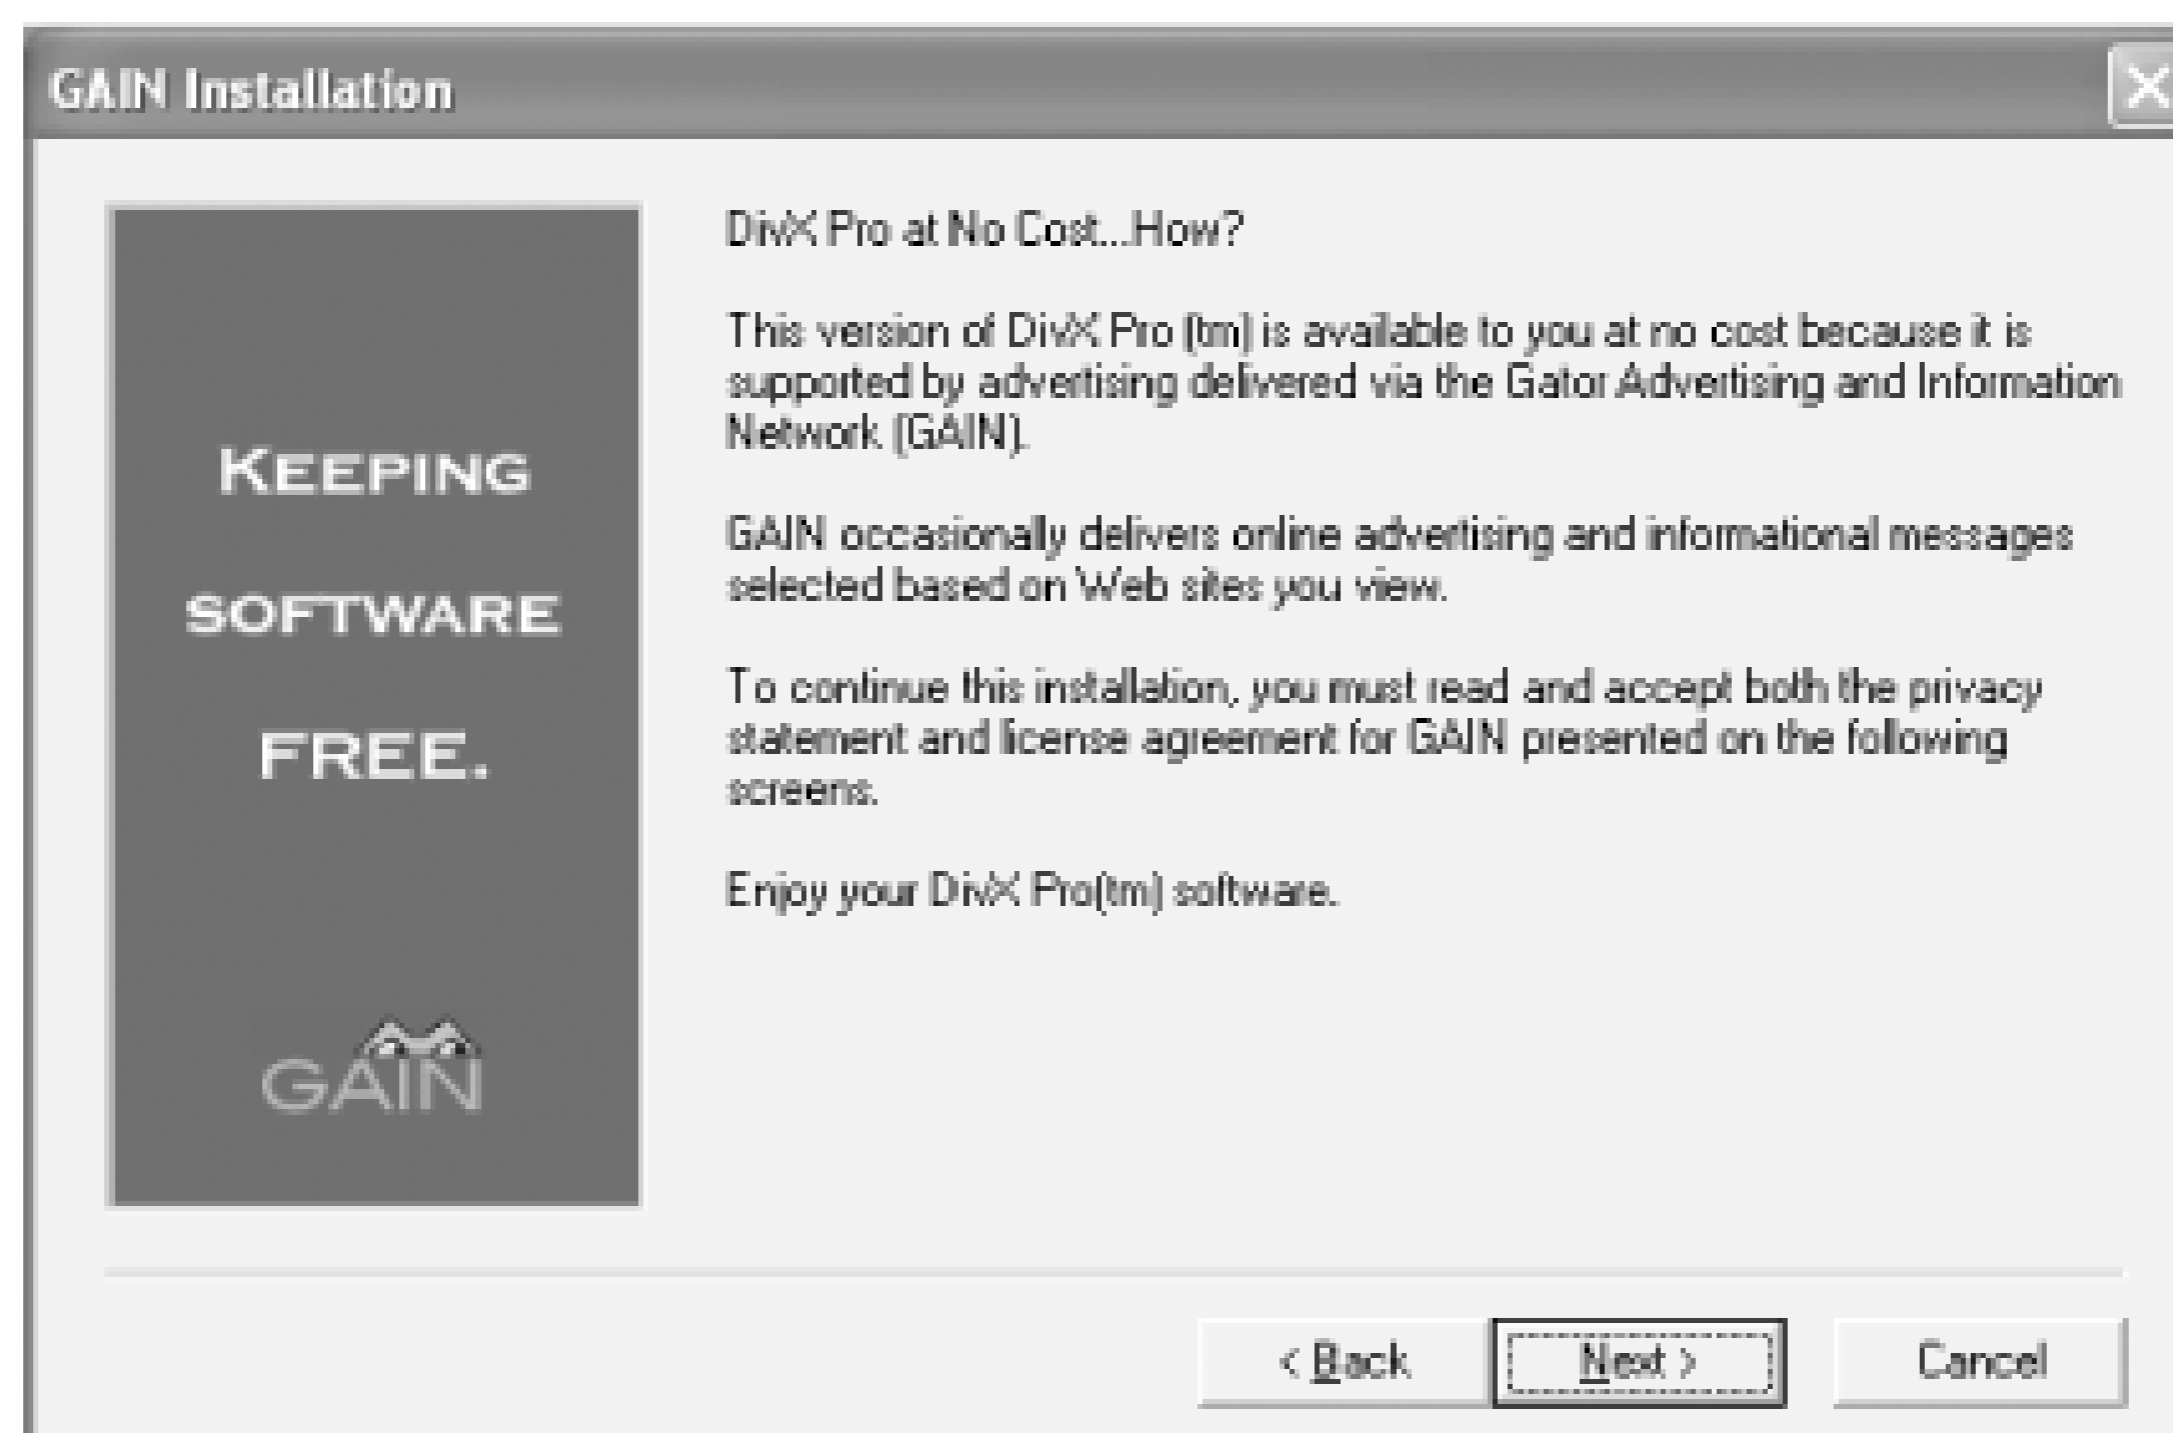 GAIN Installation
KEEPING
SOFTWARE
FREE.
GAIN
DivX Pro at No Cost...How?
This version of DivX Pro (tm) is available to you at no cost because it is
supported by advertising delivered via the Gator Advertising and Information
Network (GAIN).
GAIN occasionally delivers online advertising and informational messages
selected based on Web sites you view.
To continue this installation, you must read and accept both the privacy
statement and license agreement for GAIN presented on the following
screens.
Enjoy your DivX Pro(tm) software.
< Back Next > Cancel